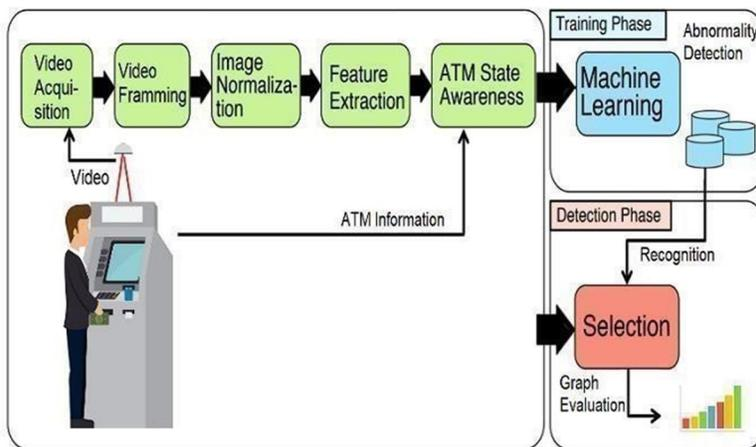 Video
Acqui-
sition
Video
Framming
Image
Normaliza-
tion
Feature
Extraction
ATM State
Awareness
Video
ATM Information
Training Phase
Machine
Learning
Abnormality
Detection
Detection Phase
Recognition
Selection
Graph
Evaluation